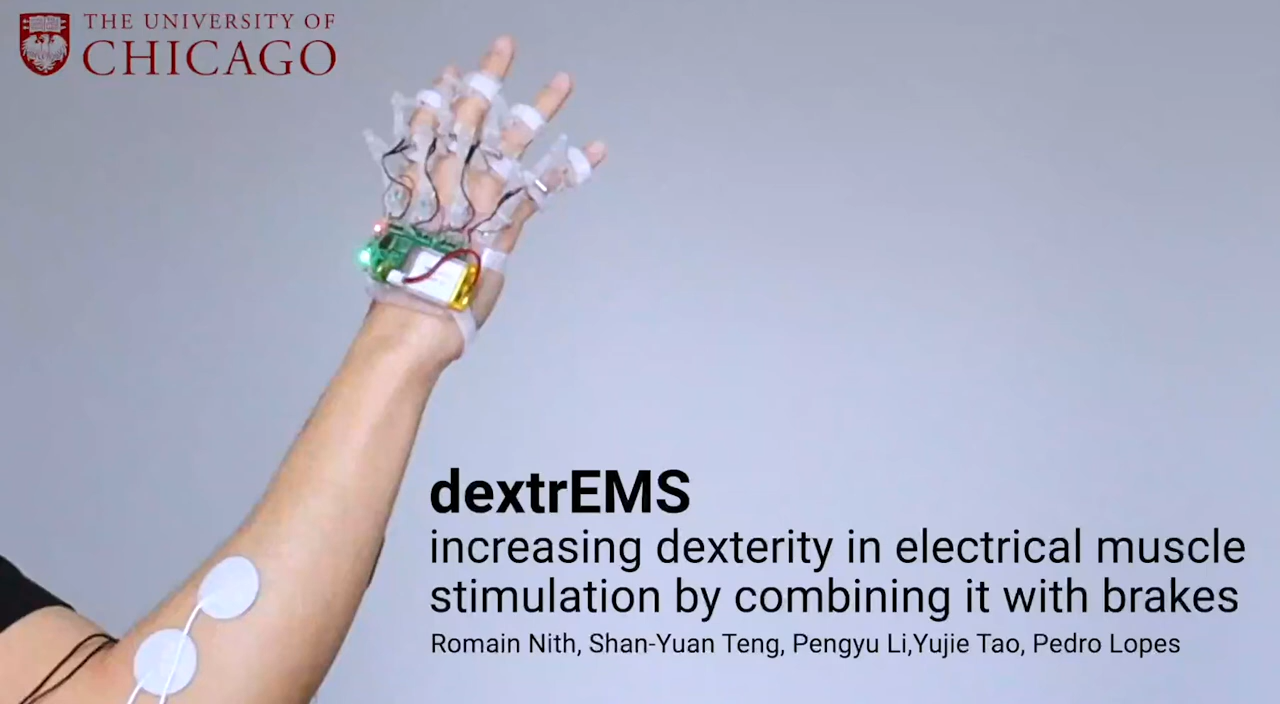 THE UNIVERSITY OF
CHICAGO
dextrEMS
increasing dexterity in electrical muscle
stimulation by combining it with brakes
Romain Nith, Shan-Yuan Teng, Pengyu Li,Yujie Tao, Pedro Lopes